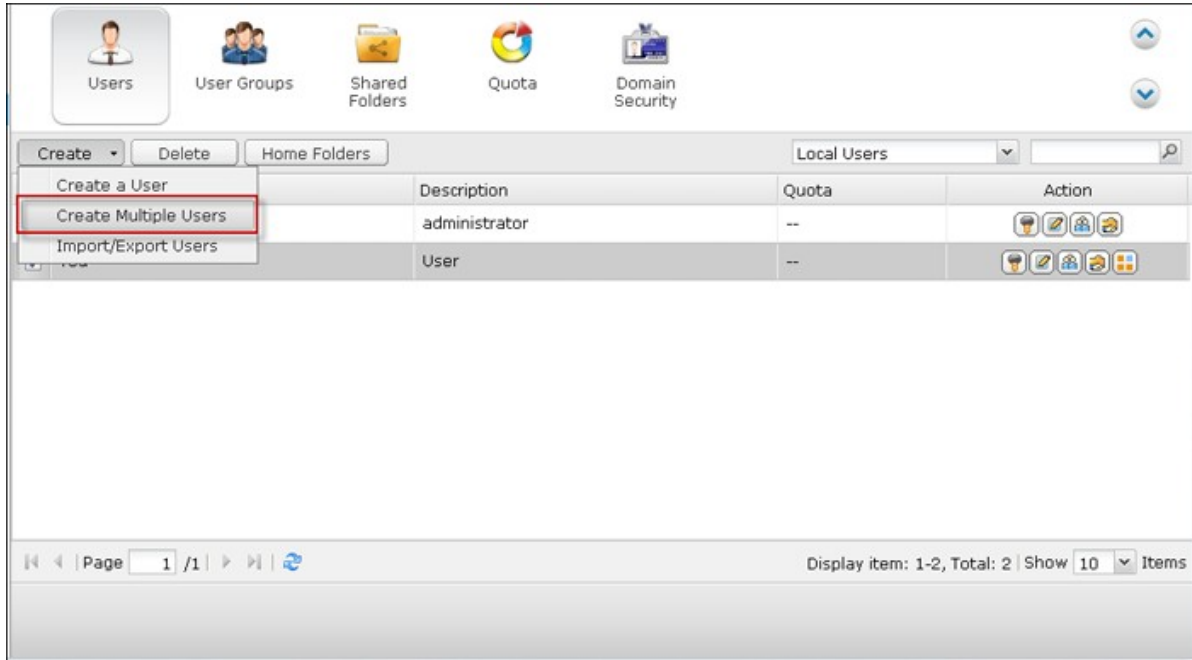 Users
User Groups
Shared
Folders
Quota
Domain
Security
Create
Delete
Home Folders
Local Users
Create a User
Create Multiple Users
Import/Export Users
Description
Quota
Action
administrator
--
User
--
Page 1 /1
Display item: 1-2, Total: 2 Show 10 Items